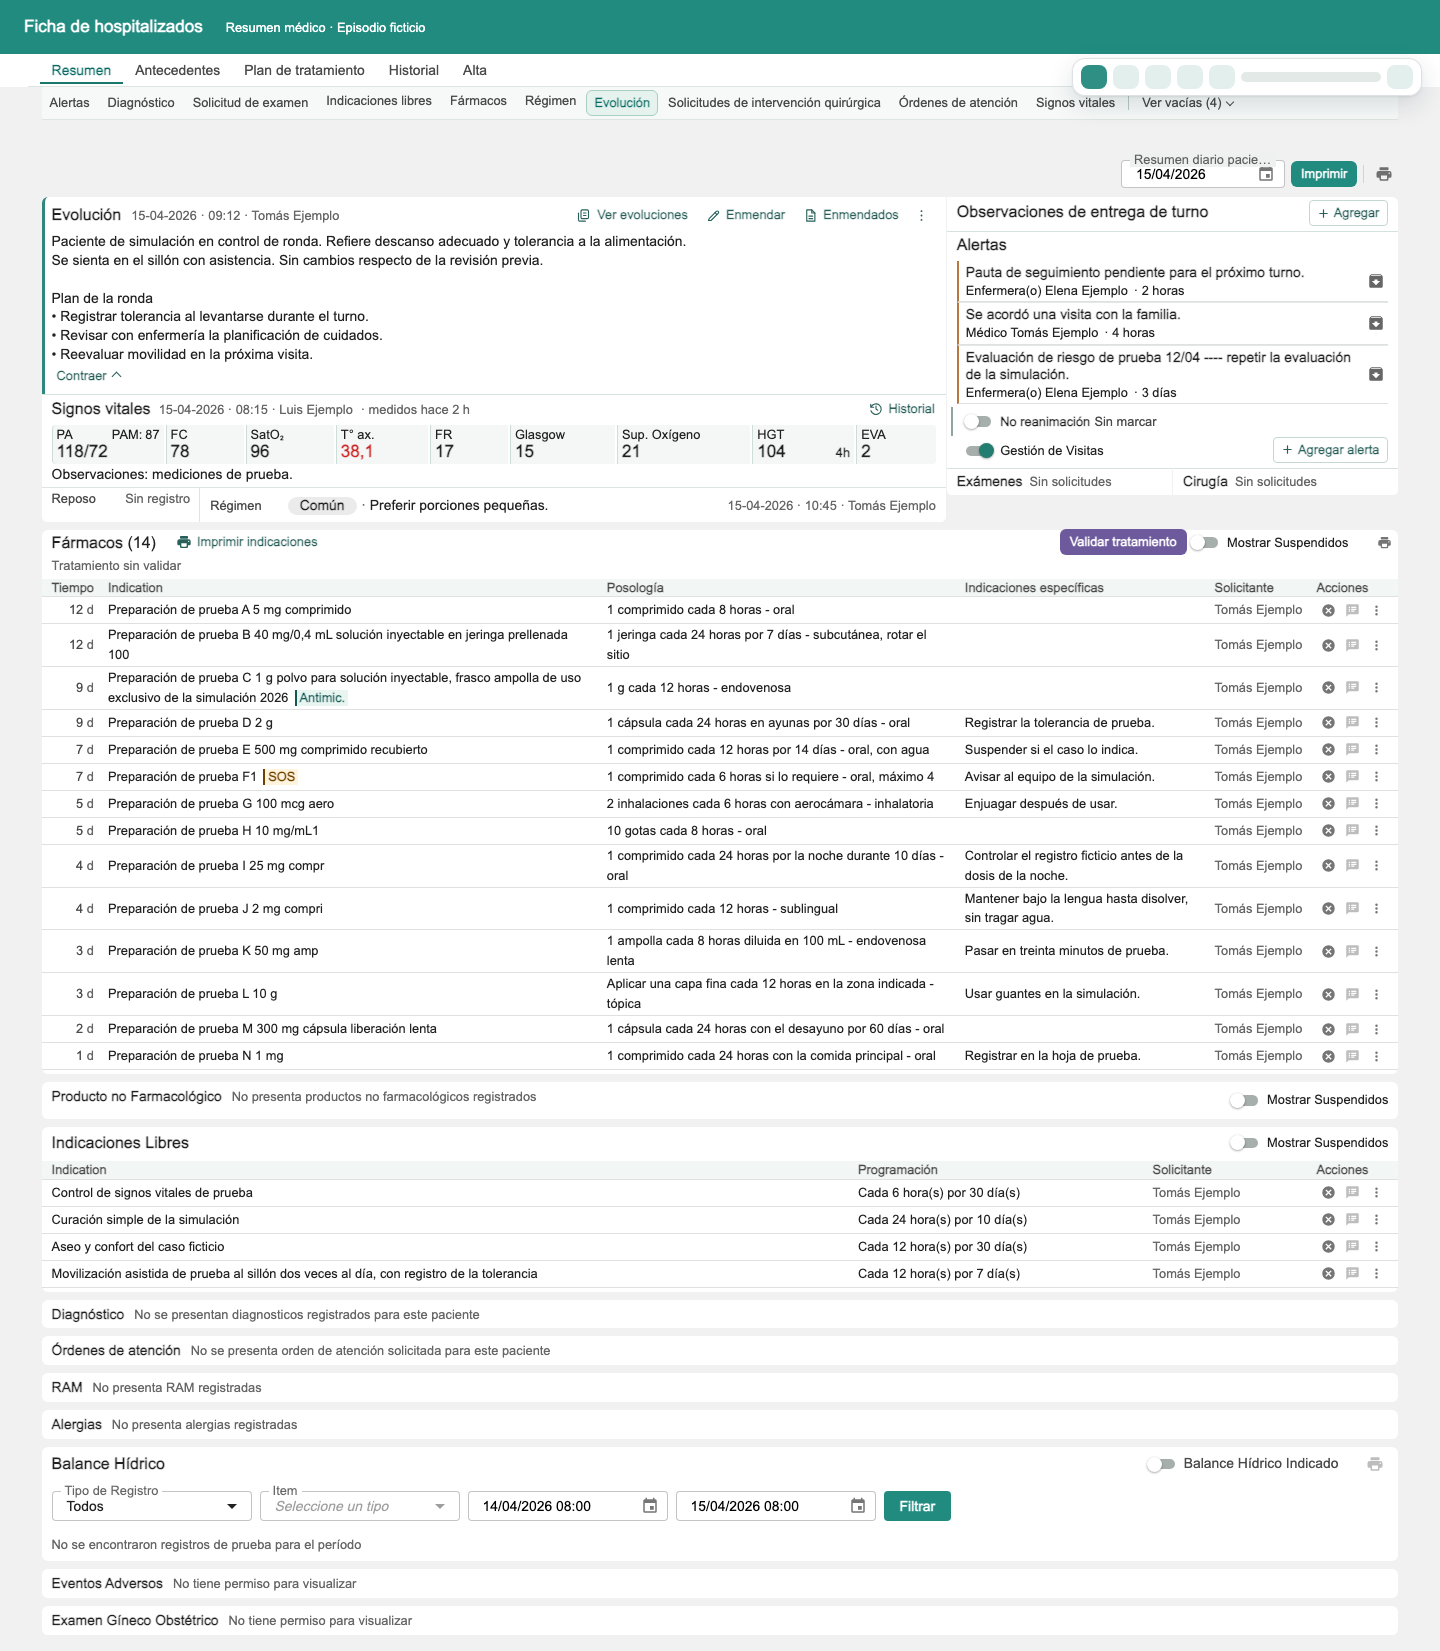 Ficha de hospitalizados
Resumen médico · Episodio ficticio
Resumen
Antecedentes
Plan de tratamiento
Historial
Alta
Alertas
Diagnóstico
Solicitud de examen
Indicaciones libres
Fármacos
Régimen
Evolución
Solicitudes de intervención quirúrgica
Órdenes de atención
Signos vitales
Ver vacías (4)
Resumen diario pacie...
15/04/2026
Imprimir
Evolución 15-04-2026 · 09:12 · Tomás Ejemplo
Ver evoluciones
Enmendar
Enmendados
Paciente de simulación en control de ronda. Refiere descanso adecuado y tolerancia a la alimentación.
Se sienta en el sillón con asistencia. Sin cambios respecto de la revisión previa.
Plan de la ronda
• Registrar tolerancia al levantarse durante el turno.
• Revisar con enfermería la planificación de cuidados.
• Reevaluar movilidad en la próxima visita.
Contraer
Signos vitales 15-04-2026 · 08:15 · Luis Ejemplo · medidos hace 2 h
Historial
PA PAM: 87
118/72
FC
78
SatO₂
96
T° ax.
38,1
FR
17
Glasgow
15
Sup. Oxígeno
21
HGT
104 4h
EVA
2
Observaciones: mediciones de prueba.
Reposo Sin registro
Régimen Común · Preferir porciones pequeñas.
15-04-2026 · 10:45 · Tomás Ejemplo
Observaciones de entrega de turno
+ Agregar
Alertas
Pauta de seguimiento pendiente para el próximo turno.
Enfermera(o) Elena Ejemplo · 2 horas
Se acordó una visita con la familia.
Médico Tomás Ejemplo · 4 horas
Evaluación de riesgo de prueba 12/04 ---- repetir la evaluación
de la simulación.
Enfermera(o) Elena Ejemplo · 3 días
No reanimación Sin marcar
Gestión de Visitas
+ Agregar alerta
Exámenes Sin solicitudes
Cirugía Sin solicitudes
Fármacos (14)
Imprimir indicaciones
Validar tratamiento
Mostrar Suspendidos
Tratamiento sin validar
Tiempo Indication Posología Indicaciones específicas Solicitante Acciones
12 d Preparación de prueba A 5 mg comprimido 1 comprimido cada 8 horas - oral Tomás Ejemplo
12 d Preparación de prueba B 40 mg/0,4 mL solución inyectable en jeringa prellenada
100 1 jeringa cada 24 horas por 7 días - subcutánea, rotar el
sitio Tomás Ejemplo
9 d Preparación de prueba C 1 g polvo para solución inyectable, frasco ampolla de uso
exclusivo de la simulación 2026 Antimic. 1 g cada 12 horas - endovenosa Tomás Ejemplo
9 d Preparación de prueba D 2 g 1 cápsula cada 24 horas en ayunas por 30 días - oral Registrar la tolerancia de prueba. Tomás Ejemplo
7 d Preparación de prueba E 500 mg comprimido recubierto 1 comprimido cada 12 horas por 14 días - oral, con agua Suspender si el caso lo indica. Tomás Ejemplo
7 d Preparación de prueba F1 SOS 1 comprimido cada 6 horas si lo requiere - oral, máximo 4 Avisar al equipo de la simulación. Tomás Ejemplo
5 d Preparación de prueba G 100 mcg aero 2 inhalaciones cada 6 horas con aerocámara - inhalatoria Enjuagar después de usar. Tomás Ejemplo
5 d Preparación de prueba H 10 mg/mL1 10 gotas cada 8 horas - oral Tomás Ejemplo
4 d Preparación de prueba I 25 mg compr 1 comprimido cada 24 horas por la noche durante 10 días -
oral Controlar el registro ficticio antes de la
dosis de la noche. Tomás Ejemplo
4 d Preparación de prueba J 2 mg compri 1 comprimido cada 12 horas - sublingual Mantener bajo la lengua hasta disolver,
sin tragar agua. Tomás Ejemplo
3 d Preparación de prueba K 50 mg amp 1 ampolla cada 8 horas diluida en 100 mL - endovenosa
lenta Pasar en treinta minutos de prueba. Tomás Ejemplo
3 d Preparación de prueba L 10 g Aplicar una capa fina cada 12 horas en la zona indicada -
tópica Usar guantes en la simulación. Tomás Ejemplo
2 d Preparación de prueba M 300 mg cápsula liberación lenta 1 cápsula cada 24 horas con el desayuno por 60 días - oral Tomás Ejemplo
1 d Preparación de prueba N 1 mg 1 comprimido cada 24 horas con la comida principal - oral Registrar en la hoja de prueba. Tomás Ejemplo
Producto no Farmacológico No presenta productos no farmacológicos registrados
Mostrar Suspendidos
Indicaciones Libres
Mostrar Suspendidos
Indication Programación Solicitante Acciones
Control de signos vitales de prueba Cada 6 hora(s) por 30 día(s) Tomás Ejemplo
Curación simple de la simulación Cada 24 hora(s) por 10 día(s) Tomás Ejemplo
Aseo y confort del caso ficticio Cada 12 hora(s) por 30 día(s) Tomás Ejemplo
Movilización asistida de prueba al sillón dos veces al día, con registro de la tolerancia Cada 12 hora(s) por 7 día(s) Tomás Ejemplo
Diagnóstico No se presentan diagnosticos registrados para este paciente
Órdenes de atención No se presenta orden de atención solicitada para este paciente
RAM No presenta RAM registradas
Alergias No presenta alergias registradas
Balance Hídrico
Balance Hídrico Indicado
Tipo de Registro
Todos
Item
Seleccione un tipo
14/04/2026 08:00
15/04/2026 08:00
Filtrar
No se encontraron registros de prueba para el período
Eventos Adversos No tiene permiso para visualizar
Examen Gíneco Obstétrico No tiene permiso para visualizar